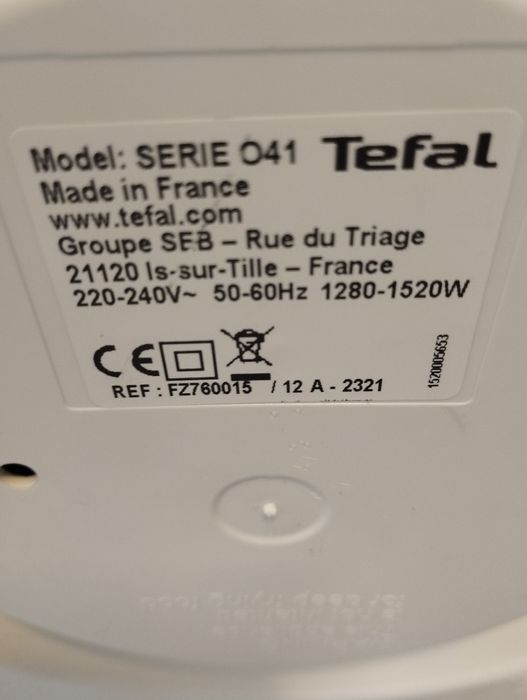 Model: SERIE O41 Tefal
Made in France
www.tefal.com
Groupe SEB – Rue du Triage
21120 Is-sur-Tille – France
220-240V~ 50-60Hz 1280-1520W
CE
REF : FZ760015 / 12 A - 2321
1520005653